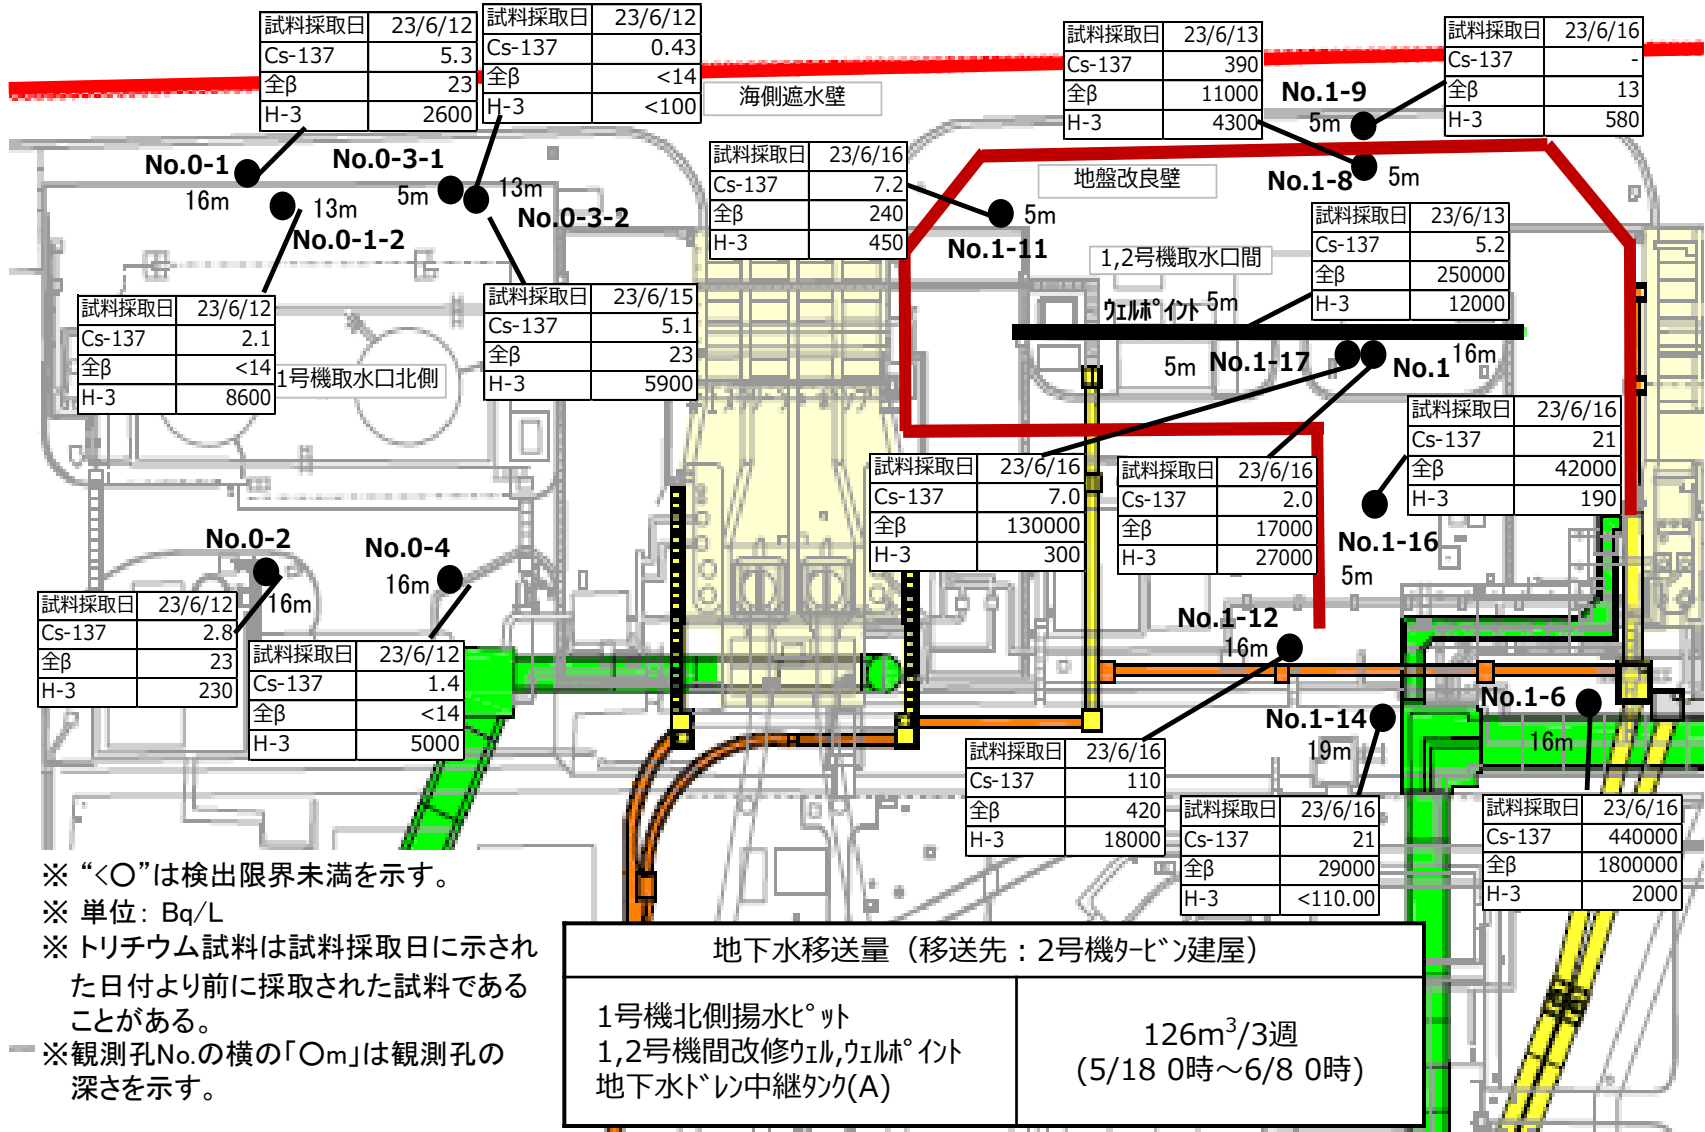 試料採取日 23/6/12
Cs-137 5.3
全β 23
H-3 2600
試料採取日 23/6/12
Cs-137 0.43
全β <14
H-3 <100
海側遮水壁
試料採取日 23/6/13
Cs-137 390
全β 11000
H-3 4300
試料採取日 23/6/16
Cs-137 -
全β 13
H-3 580
No.1-9
5m
No.0-1
16m
No.0-3-1
5m
13m
No.0-3-2
13m
No.0-1-2
試料採取日 23/6/16
Cs-137 7.2
全β 240
H-3 450
5m
No.1-11
地盤改良壁
No.1-8
5m
試料採取日 23/6/13
Cs-137 5.2
全β 250000
H-3 12000
1,2号機取水口間
ウェルポイント 5m
試料採取日 23/6/12
Cs-137 2.1
全β <14
H-3 8600
1号機取水口北側
試料採取日 23/6/15
Cs-137 5.1
全β 23
H-3 5900
5m
No.1-17
No.1
16m
試料採取日 23/6/16
Cs-137 21
全β 42000
H-3 190
試料採取日 23/6/16
Cs-137 7.0
全β 130000
H-3 300
試料採取日 23/6/16
Cs-137 2.0
全β 17000
H-3 27000
No.1-16
5m
No.0-2
16m
No.0-4
16m
試料採取日 23/6/12
Cs-137 2.8
全β 23
H-3 230
試料採取日 23/6/12
Cs-137 1.4
全β <14
H-3 5000
No.1-12
16m
No.1-14
19m
No.1-6
16m
試料採取日 23/6/16
Cs-137 110
全β 420
H-3 18000
試料採取日 23/6/16
Cs-137 21
全β 29000
H-3 <110.00
試料採取日 23/6/16
Cs-137 440000
全β 1800000
H-3 2000
※ “<○”は検出限界未満を示す。
※ 単位: Bq/L
※ トリチウム試料は試料採取日に示され
た日付より前に採取された試料である
ことがある。
※観測孔No.の横の「○m」は観測孔の
深さを示す。
地下水移送量（移送先：2号機タービン建屋）
1号機北側揚水ピット
1,2号機間改修ウェル,ウェルポイント
地下水ドレン中継タンク(A)
126m³/3週
(5/18 0時～6/8 0時)